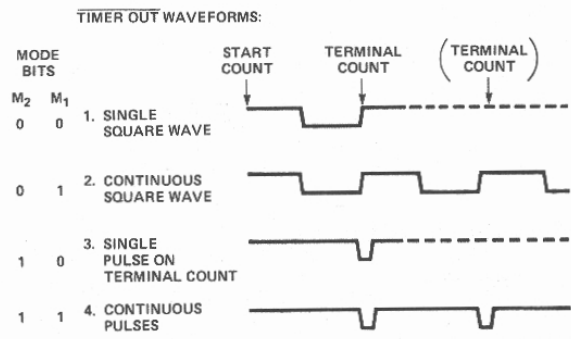 TIMER OUT WAVEFORMS:
MODE BITS
START COUNT
TERMINAL COUNT
(TERMINAL COUNT)
M2 M1
0 0 1. SINGLE
SQUARE WAVE
0 1 2. CONTINUOUS
SQUARE WAVE
1 0 3. SINGLE
PULSE ON
TERMINAL COUNT
1 1 4. CONTINUOUS
PULSES